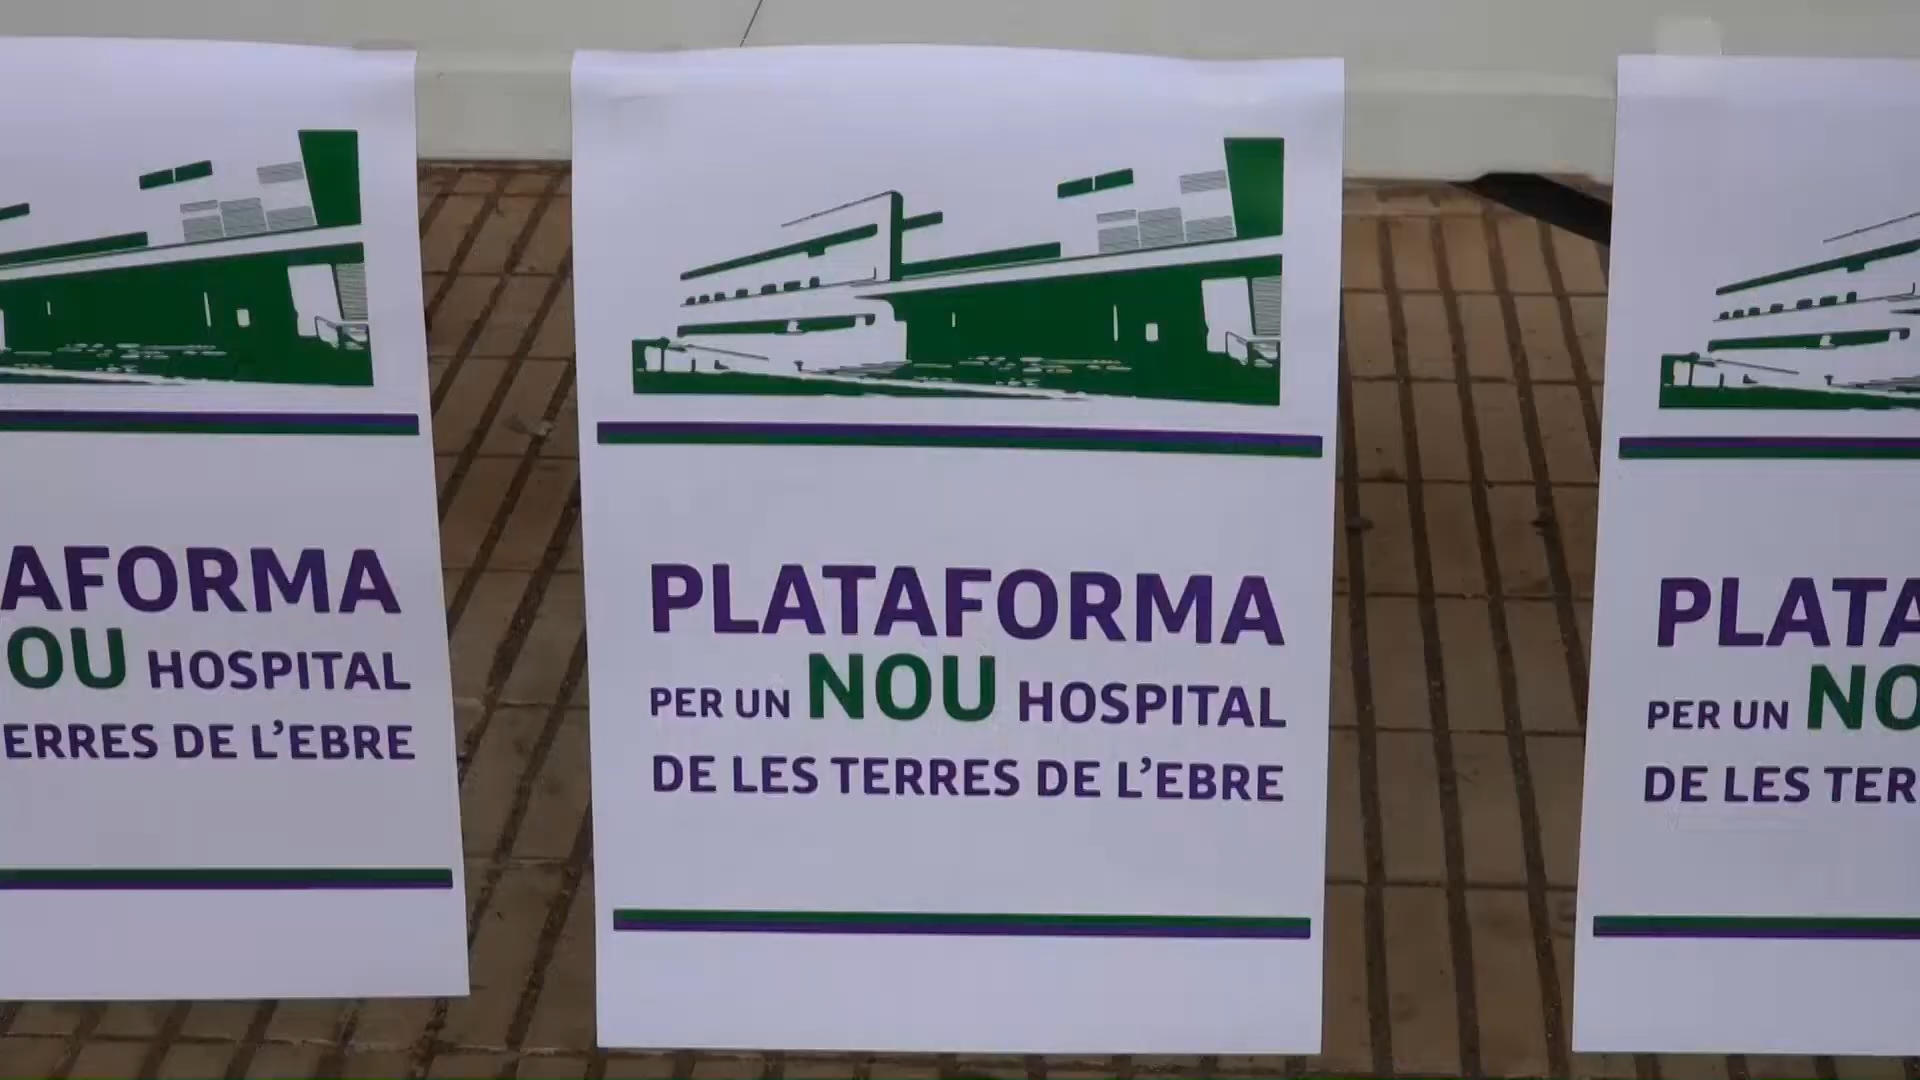 AFORMA
OU HOSPITAL
ERRES DE L'EBRE
PLATAFORMA
PER UN NOU HOSPITAL
DE LES TERRES DE L'EBRE
PLATA
PER UN NO
DE LES TER